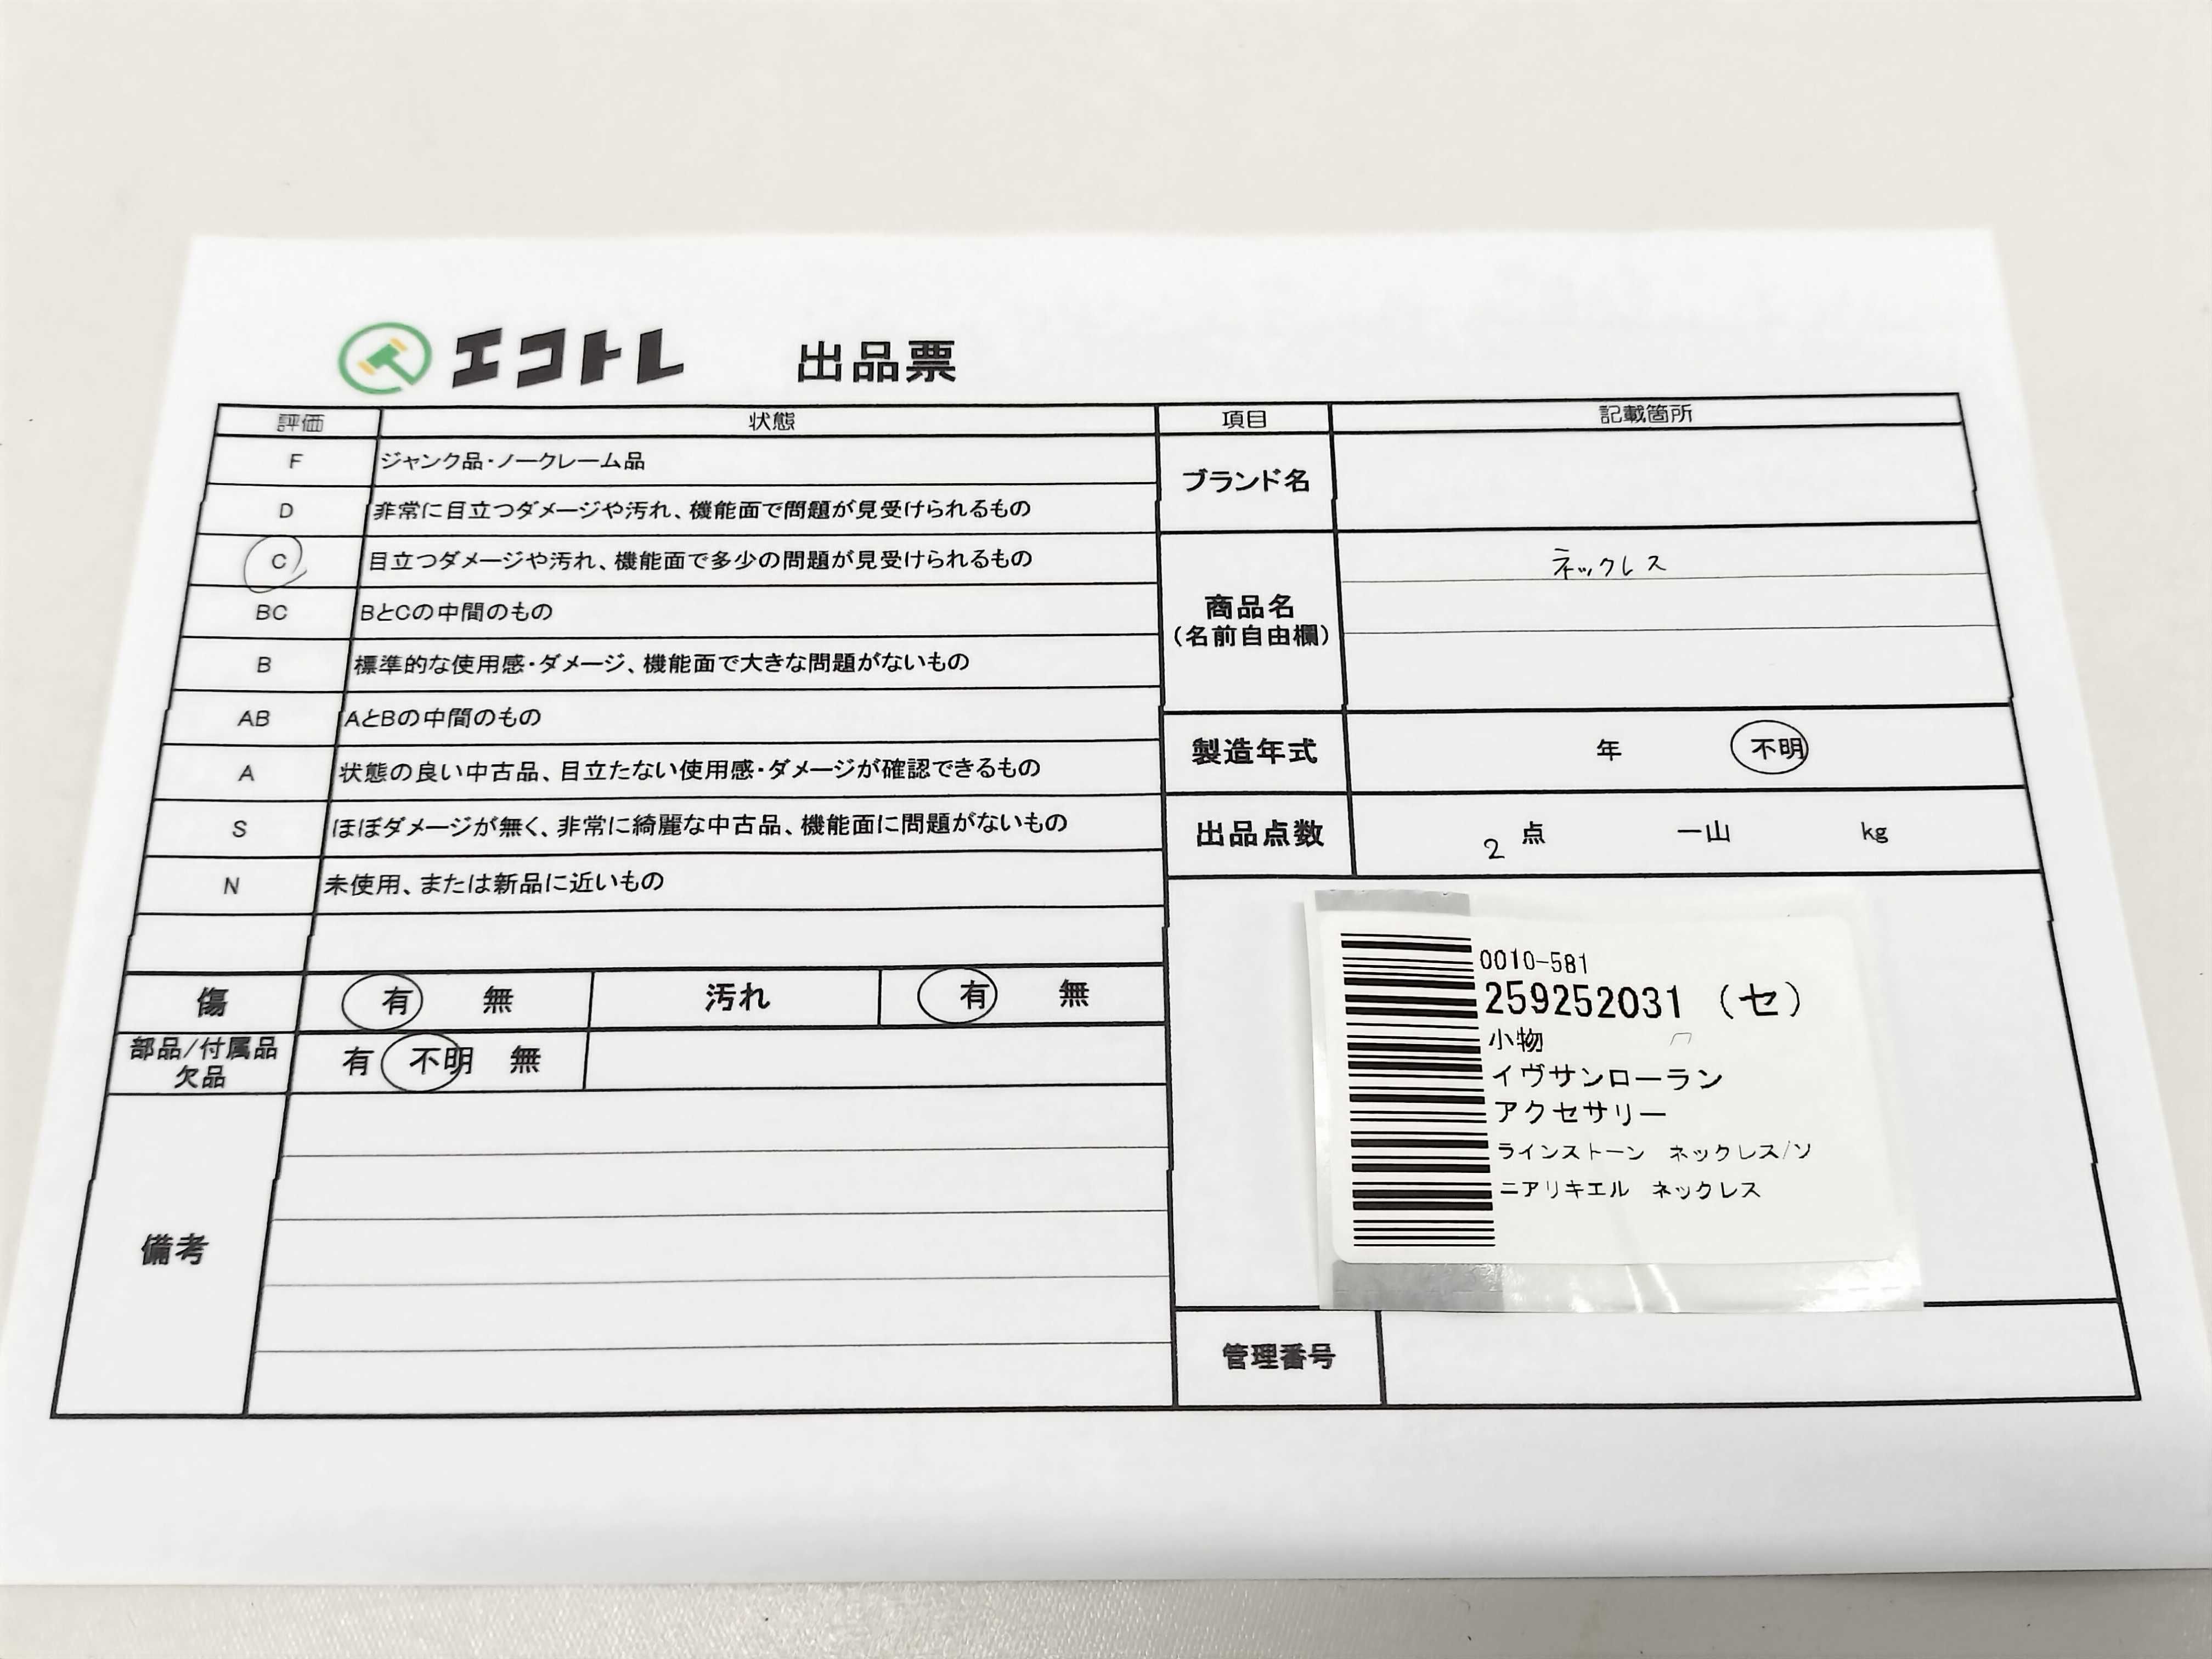 エコトレ 出品票
評価 状態 項目 記載箇所
F ジャンク品・ノークレーム品
D 非常に目立つダメージや汚れ、機能面で問題が見受けられるもの
C 目立つダメージや汚れ、機能面で多少の問題が見受けられるもの
BC BとCの中間のもの
B 標準的な使用感・ダメージ、機能面で大きな問題がないもの
AB AとBの中間のもの
A 状態の良い中古品、目立たない使用感・ダメージが確認できるもの
S ほぼダメージが無く、非常に綺麗な中古品、機能面に問題がないもの
N 未使用、または新品に近いもの
傷 有 無 汚れ 有 無
部品/付属品
欠品
有 不明 無
備考
ブランド名
商品名
(名前自由欄)
ネックレス
製造年式 年 不明
出品点数 2 点 一山 kg
0010-581
259252031 (セ)
小物
イヴサンローラン
アクセサリー
ラインストーン ネックレス/ソ
ニアリキエル ネックレス
管理番号